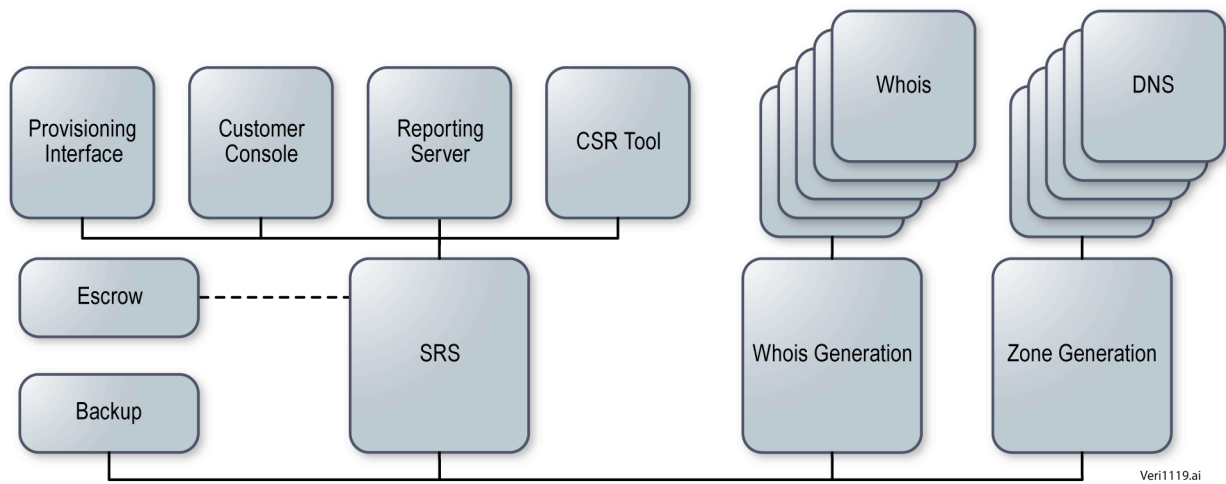 Provisioning
Interface
Customer
Console
Reporting
Server
CSR Tool
Whois
DNS
Escrow
SRS
Whois Generation
Zone Generation
Backup
Veri1119.ai